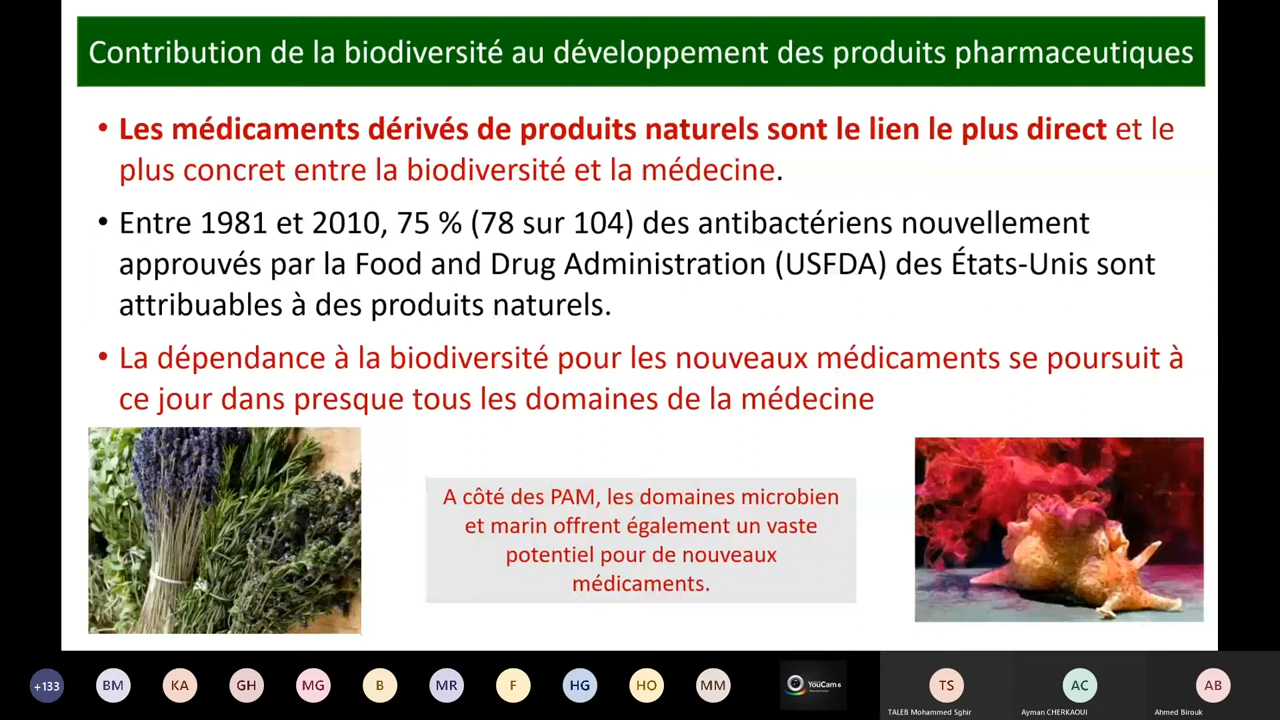 Contribution de la biodiversité au développement des produits pharmaceutiques
• Les médicaments dérivés de produits naturels sont le lien le plus direct et le
plus concret entre la biodiversité et la médecine.
• Entre 1981 et 2010, 75 % (78 sur 104) des antibactériens nouvellement
approuvés par la Food and Drug Administration (USFDA) des États-Unis sont
attribuables à des produits naturels.
• La dépendance à la biodiversité pour les nouveaux médicaments se poursuit à
ce jour dans presque tous les domaines de la médecine
A côté des PAM, les domaines microbien
et marin offrent également un vaste
potentiel pour de nouveaux
médicaments.
+133 BM KA GH MG B MR F HG HO MM YouCam 6 TS AC AB
TALEB Mohammed Sghir Ayman CHERKAOUI Ahmed Birouk